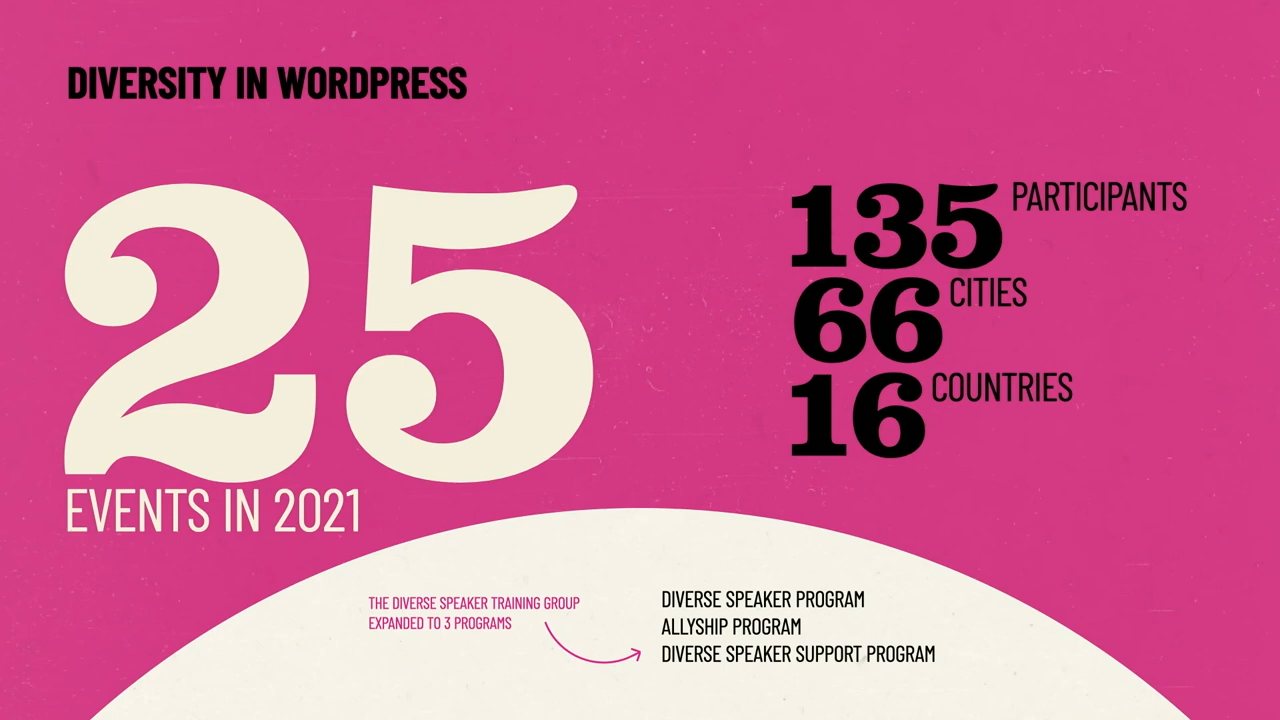 DIVERSITY IN WORDPRESS
25
EVENTS IN 2021
135 PARTICIPANTS
66 CITIES
16 COUNTRIES
THE DIVERSE SPEAKER TRAINING GROUP
EXPANDED TO 3 PROGRAMS
DIVERSE SPEAKER PROGRAM
ALLYSHIP PROGRAM
DIVERSE SPEAKER SUPPORT PROGRAM